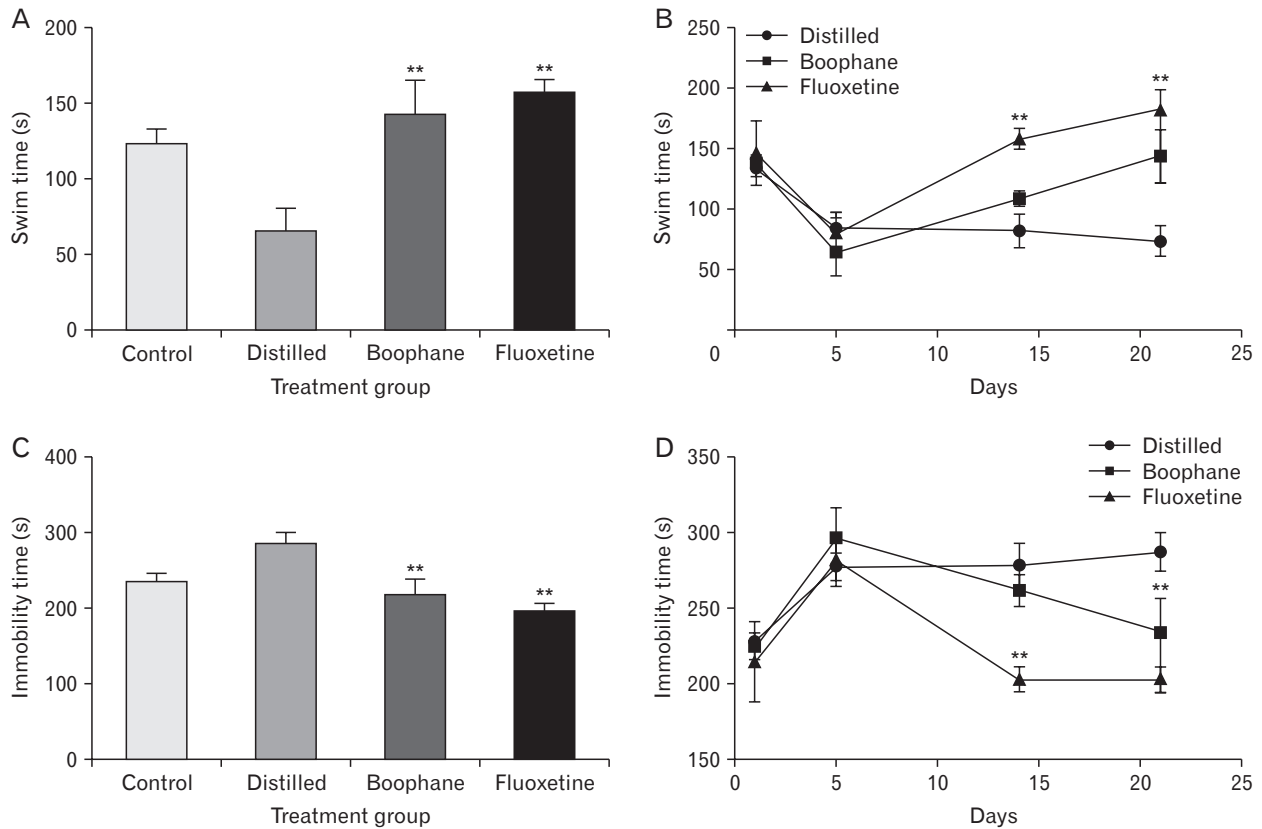 A
200
150
100
50
0
Swim time (s)
**
**
Control
Distilled
Boophane
Fluoxetine
Treatment group
B
250
200
150
100
50
Swim time (s)
Distilled
Boophane
Fluoxetine
**
**
0
5
10
15
20
25
Days
C
400
300
200
100
0
Immobility time (s)
**
**
Control
Distilled
Boophane
Fluoxetine
Treatment group
D
350
300
250
200
150
Immobility time (s)
Distilled
Boophane
Fluoxetine
**
**
0
5
10
15
20
25
Days